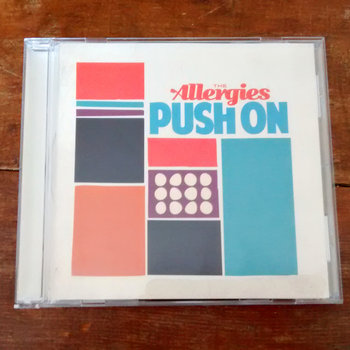 THE
Allergies
PUSH ON